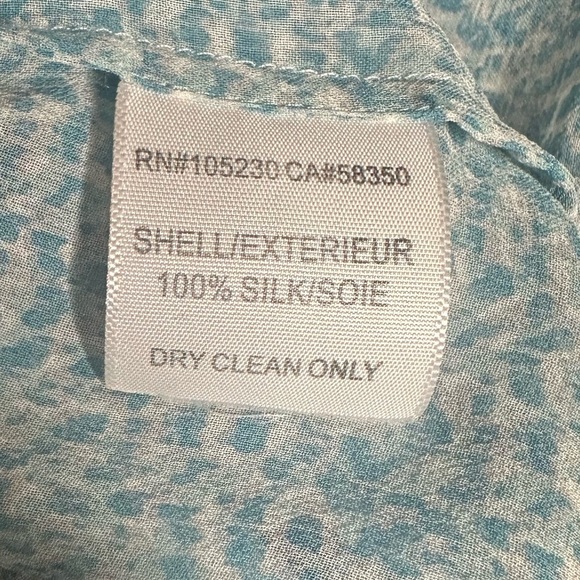 RN#105230 CA#58350
SHELL/EXTERIEUR
100% SILK/SOIE
DRY CLEAN ONLY